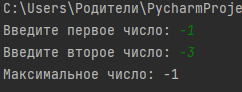 C:\Users\Родители\PycharmProje
Введите первое число: -1
Введите второе число: -3
Максимальное число: -1